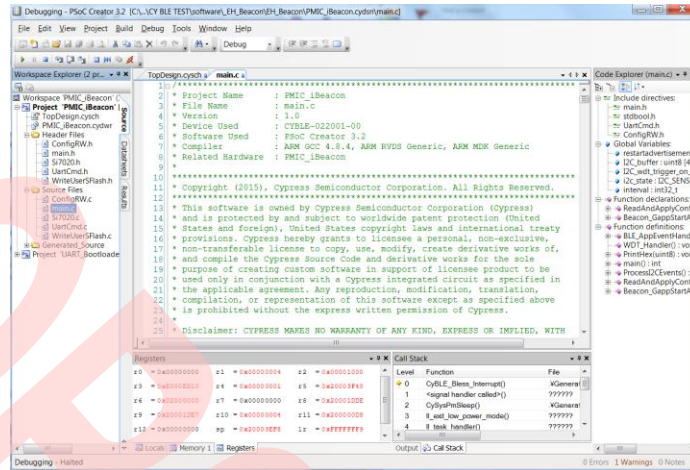 Debugging - PSoC Creator 3.2 [C:\...\CY BLE TEST\software\_EH_Beacon\EH_Beacon\PMIC_iBeacon.cydsn\main.c]
File Edit View Project Build Debug Tools Window Help
Debug
Workspace Explorer (2 pr...
Workspace 'PMIC_iBeacon' (
Project 'PMIC_iBeacon'
TopDesign.cysch
PMIC_iBeacon.cydwr
Header Files
ConfigRW.h
main.h
Si7020.h
UartCmd.h
WriteUserSFlash.h
Source Files
ConfigRW.c
main.c
Si7020.c
UartCmd.c
WriteUserSFlash.c
Generated_Source
Project 'UART_Bootloade
Source
Datasheets
Results
TopDesign.cysch main.c
1 /****************************************
2 * Project Name : PMIC_iBeacon
3 * File Name : main.c
4 * Version : 1.0
5 * Device Used : CYBLE-022001-00
6 * Software Used : PSoC Creator 3.2
7 * Compiler : ARM GCC 4.8.4, ARM RVDS Generic, ARM MDK Generic
8 * Related Hardware : PMIC_iBeacon
9 *
10 ****************************************
11 * Copyright (2015), Cypress Semiconductor Corporation. All Rights Reserved.
12 ****************************************
13 * This software is owned by Cypress Semiconductor Corporation (Cypress)
14 * and is protected by and subject to worldwide patent protection (United
15 * States and foreign), United States copyright laws and international treaty
16 * provisions. Cypress hereby grants to licensee a personal, non-exclusive,
17 * non-transferable license to copy, use, modify, create derivative works of,
18 * and compile the Cypress Source Code and derivative works for the sole
19 * purpose of creating custom software in support of licensee product to be
20 * used only in conjunction with a Cypress integrated circuit as specified in
21 * the applicable agreement. Any reproduction, modification, translation,
22 * compilation, or representation of this software except as specified above
23 * is prohibited without the express written permission of Cypress.
24 *
25 * Disclaimer: CYPRESS MAKES NO WARRANTY OF ANY KIND, EXPRESS OR IMPLIED, WITH
Code Explorer (main.c)
Include directives:
main.h
stdbool.h
UartCmd.h
ConfigRW.h
Global Variables:
restartadvertisemen
I2C_buffer : uint8 [4
I2C_wdt_trigger_on_
i2c_state : I2C_SENS
interval : int32_t
Function declarations:
ReadAndApplyConf
Beacon_GappStartA
Function definitions:
BLE_AppEventHand
WDT_Handler() : vo
PrintHex(uint8) : voi
main() : int
ProcessI2CEvents() :
ReadAndApplyConf
Beacon_GappStartA
Registers
r0 = 0x00000000 r1 = 0x00000004 r2 = 0x00001000
r4 = 0x00000001 r5
r6 r7 = 0x00000000 r8
r9 r10 = 0x00000004 r11
r12 sp lr = 0xFFFFFFF9
Locals Memory 1 Registers
Call Stack
Level Function File
0 CyBLE_Bless_Interrupt() .¥Generat
1 <signal handler called>() ??????
2 CySysPmSleep() .¥Generat
3 ll_exit_low_power_mode() ??????
4 ll_task_handler() ??????
Output Call Stack
Debugging - Halted
0 Errors 1 Warnings 0 Notes